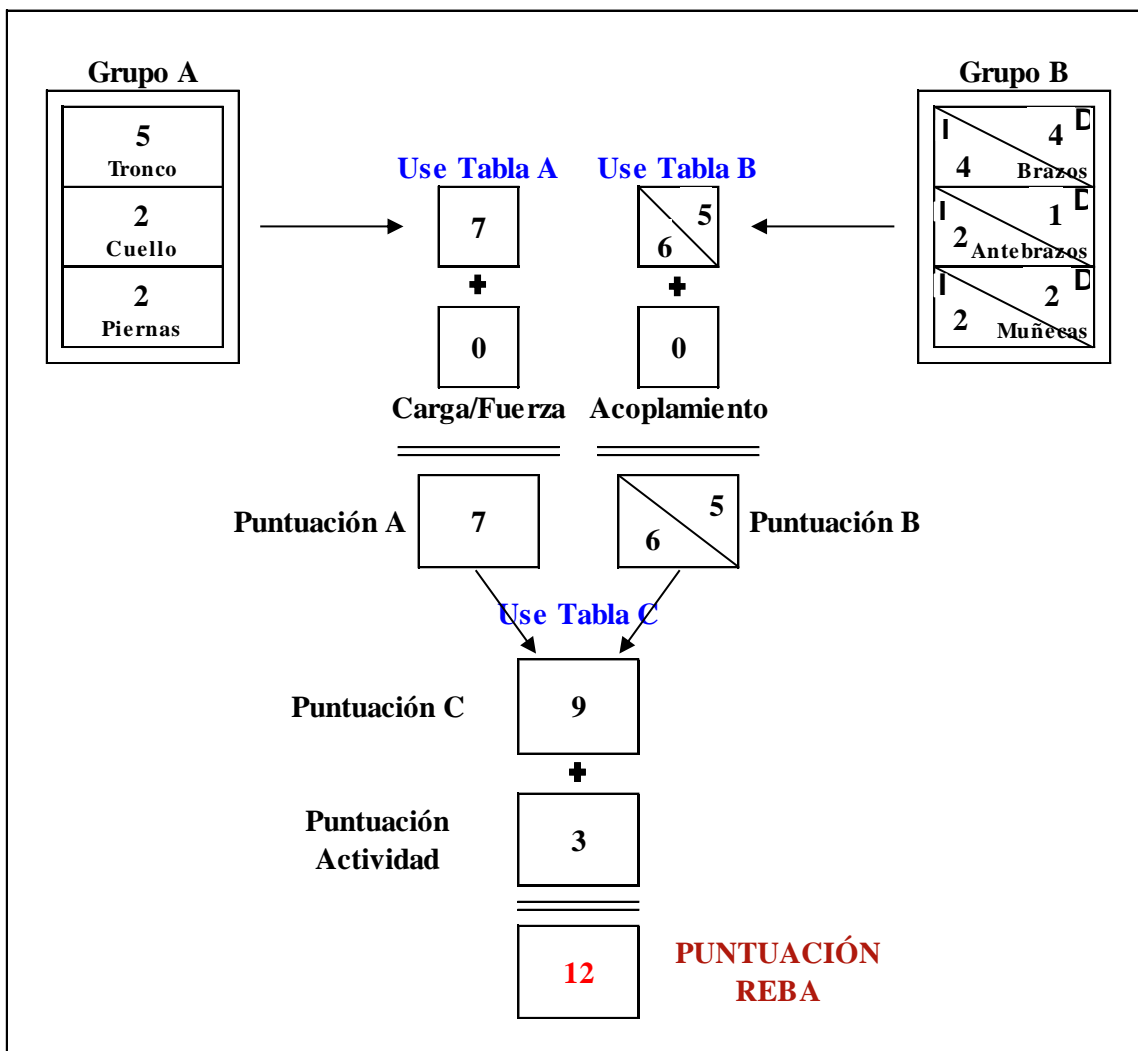 Grupo A
5
Tronco
2
Cuello
2
Piernas
Use Tabla A
7
0
Carga/Fuerza
Use Tabla B
5
6
0
Acoplamiento
Grupo B
I
4 D
4
Brazos
I
1 D
2
Antebrazos
I
2 D
2
Muñecas
Puntuación A
7
5
6
Puntuación B
Use Tabla C
Puntuación C
9
Puntuación
Actividad
3
12
PUNTUACIÓN
REBA